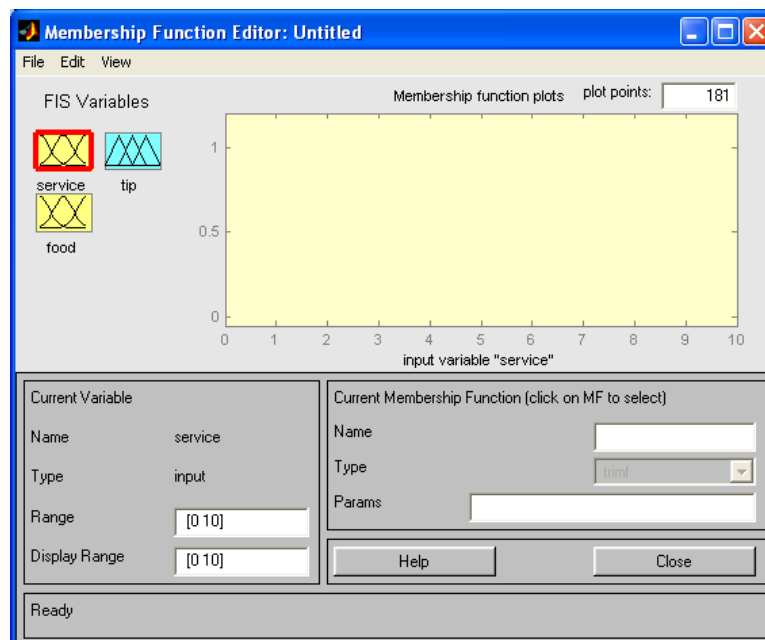 Membership Function Editor: Untitled
File Edit View
FIS Variables
Membership function plots plot points: 181
service tip
food
1
0.5
0
0 1 2 3 4 5 6 7 8 9 10
input variable "service"
Current Variable
Name service
Type input
Range [0 10]
Display Range [0 10]
Current Membership Function (click on MF to select)
Name
Type trimf
Params
Help Close
Ready